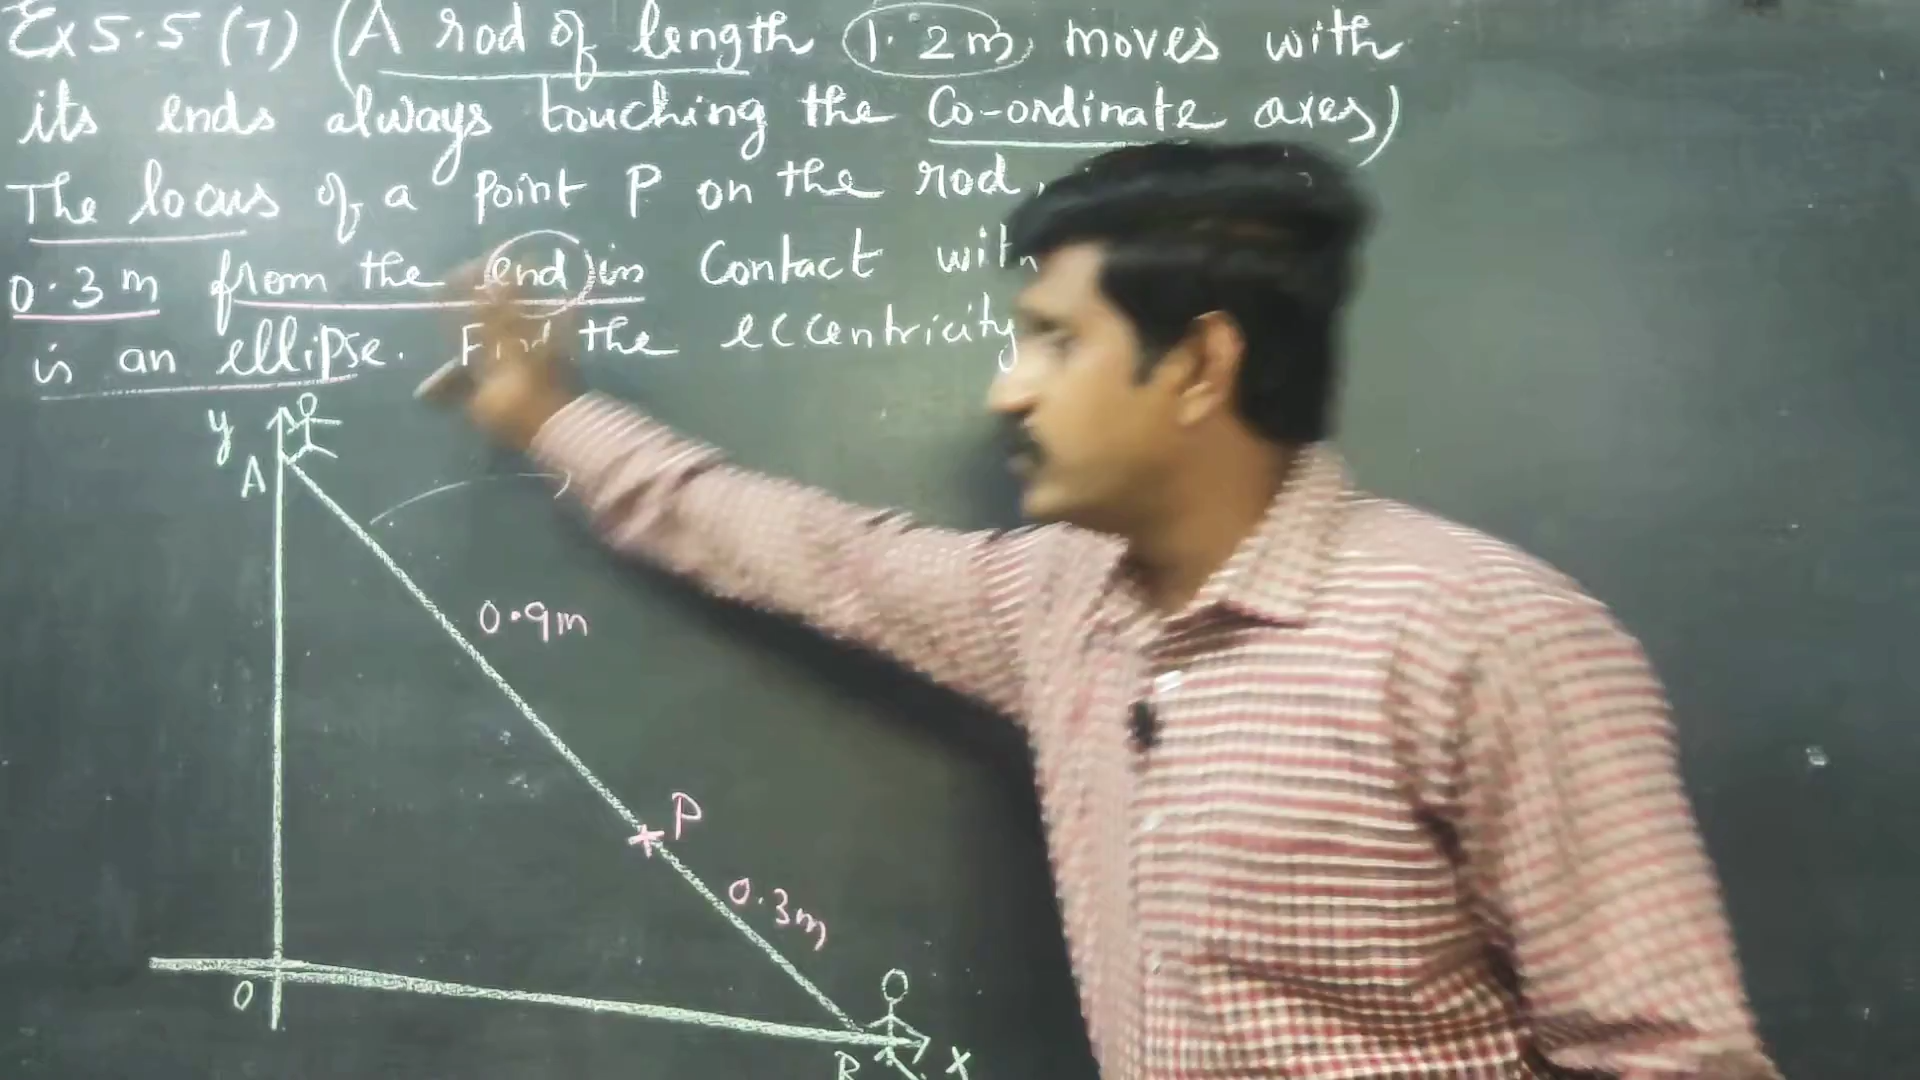 Ex 5.5 (7) (A rod of length 1.2m moves with
its ends always touching the Co-ordinate axes)
The locus of a point P on the rod,
0.3 m from the end in Contact with
is an ellipse. Find the eccentricity
y
A
0.9m
P
0.3m
O
B
X